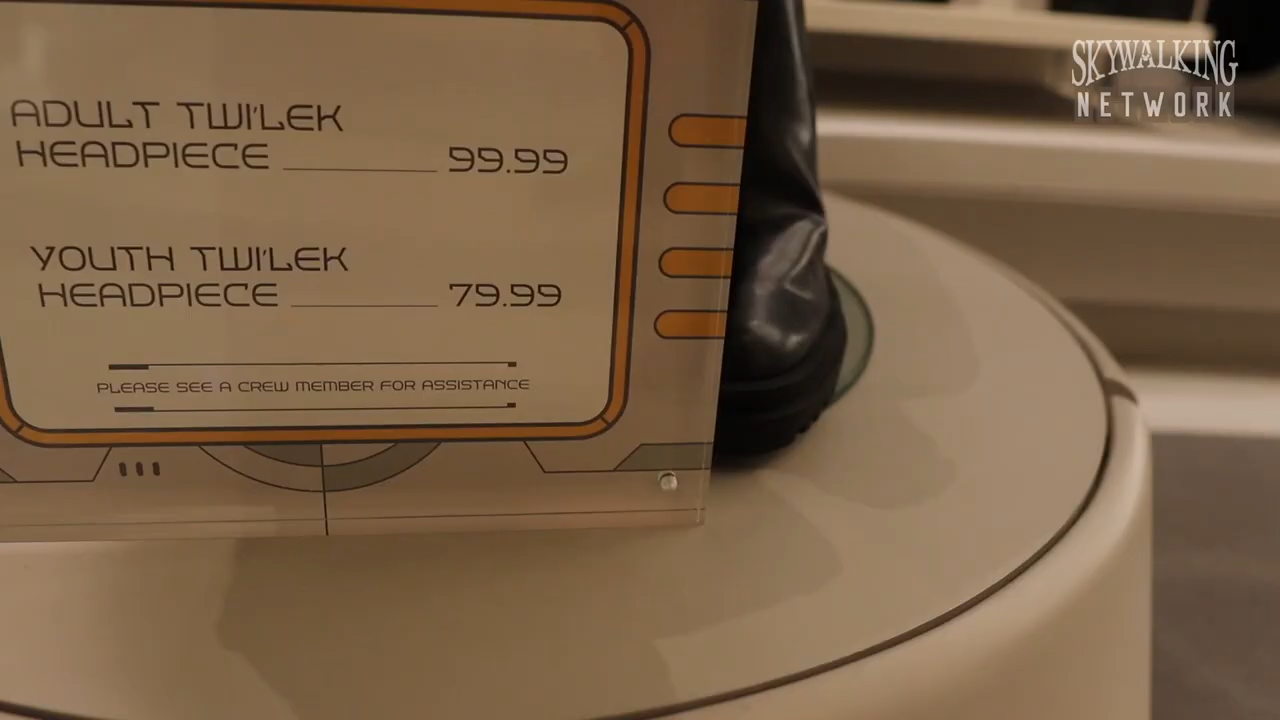 SKYWALKING
NETWORK
ADULT TWI'LEK
HEADPIECE 99.99
YOUTH TWI'LEK
HEADPIECE 79.99
PLEASE SEE A CREW MEMBER FOR ASSISTANCE